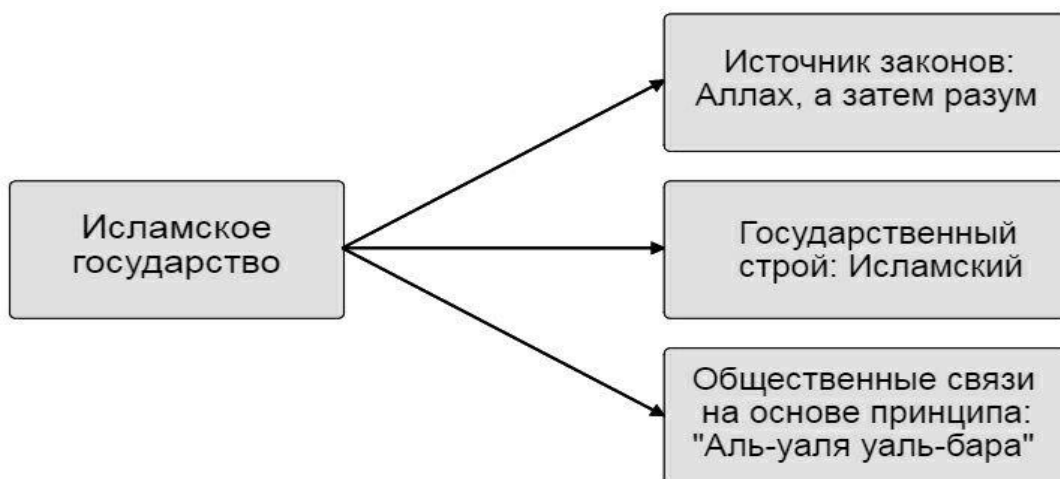 Исламское
государство
Источник законов:
Аллах, а затем разум
Государственный
строй: Исламский
Общественные связи
на основе принципа:
"Аль-уаля уаль-бара"